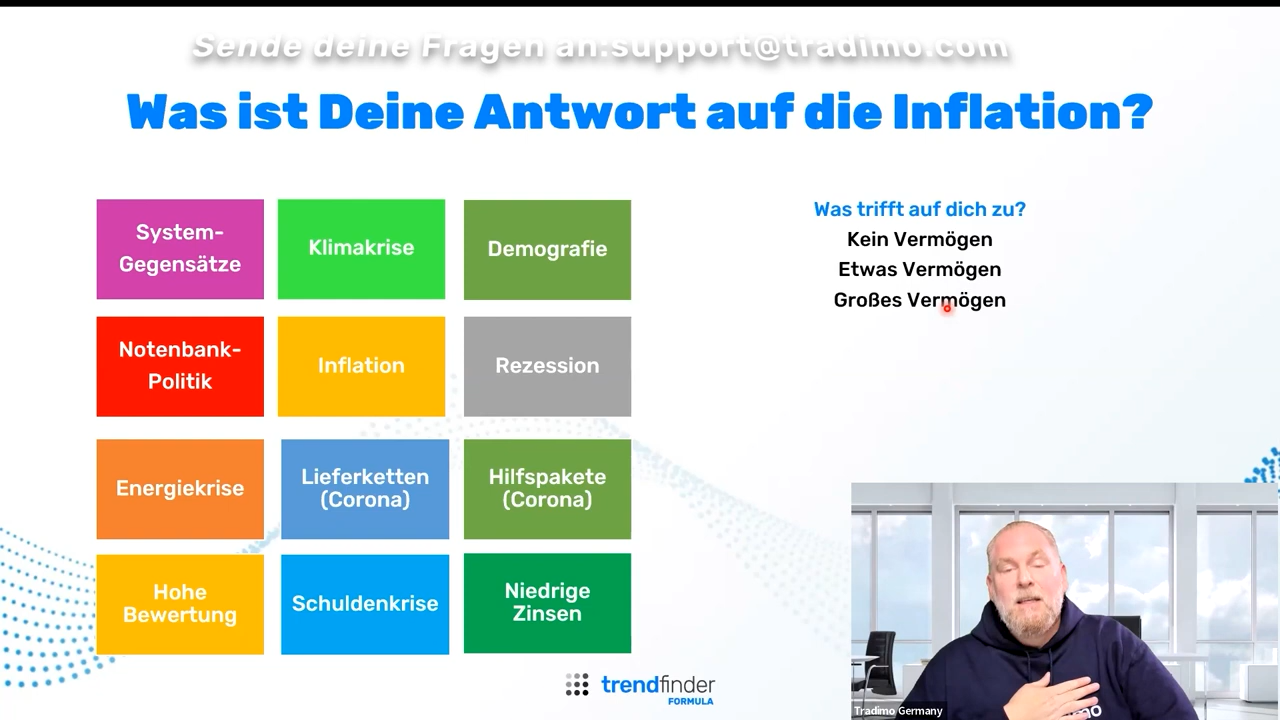 Sende deine Fragen an:support@tradimo.com
Was ist Deine Antwort auf die Inflation?
System-
Gegensätze
Klimakrise
Demografie
Was trifft auf dich zu?
Kein Vermögen
Etwas Vermögen
Großes Vermögen
Notenbank-
Politik
Inflation
Rezession
Energiekrise
Lieferketten
(Corona)
Hilfspakete
(Corona)
Hohe
Bewertung
Schuldenkrise
Niedrige
Zinsen
trendfinder
FORMULA
Tradimo Germany